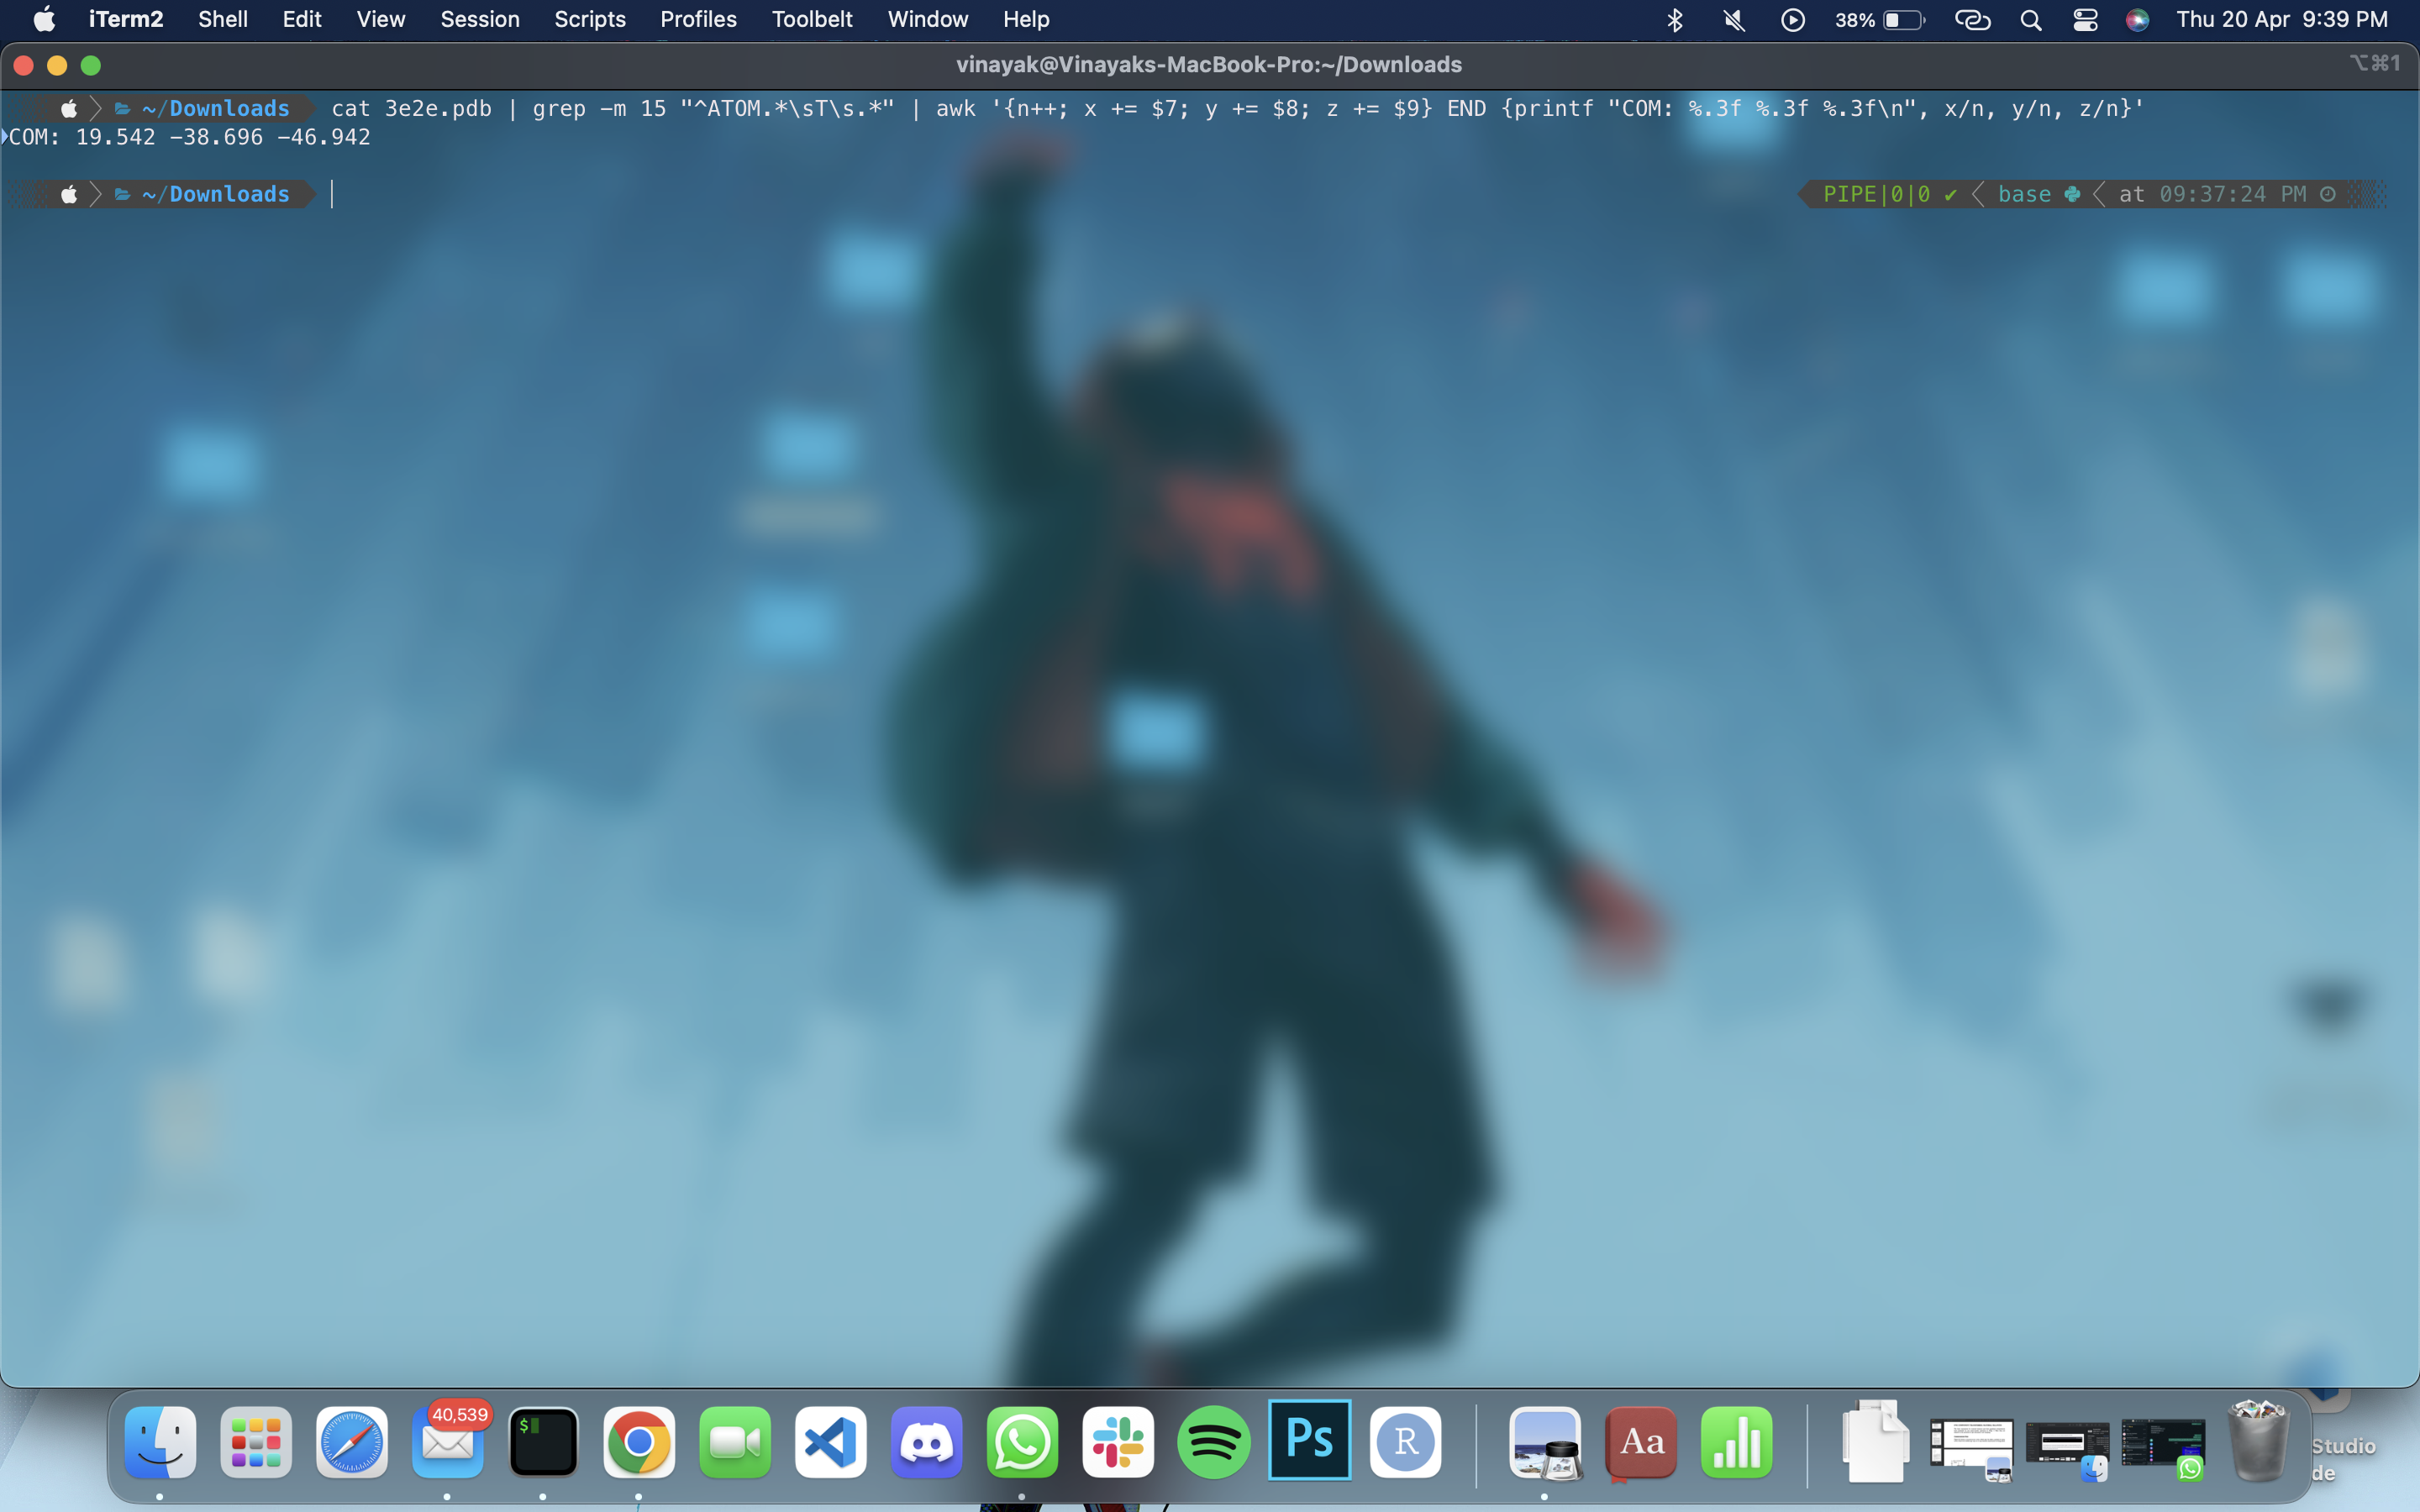 iTerm2 Shell Edit View Session Scripts Profiles Toolbelt Window Help 38% Thu 20 Apr 9:39 PM
vinayak@Vinayaks-MacBook-Pro:~/Downloads ⌥⌘1
~/Downloads cat 3e2e.pdb | grep -m 15 "^ATOM.*\sT\s.*" | awk '{n++; x += $7; y += $8; z += $9} END {printf "COM: %.3f %.3f %.3f\n", x/n, y/n, z/n}'
COM: 19.542 -38.696 -46.942
~/Downloads PIPE|0|0 ✔ base at 09:37:24 PM
40,539
$
Ps
R
Aa
Studio
de